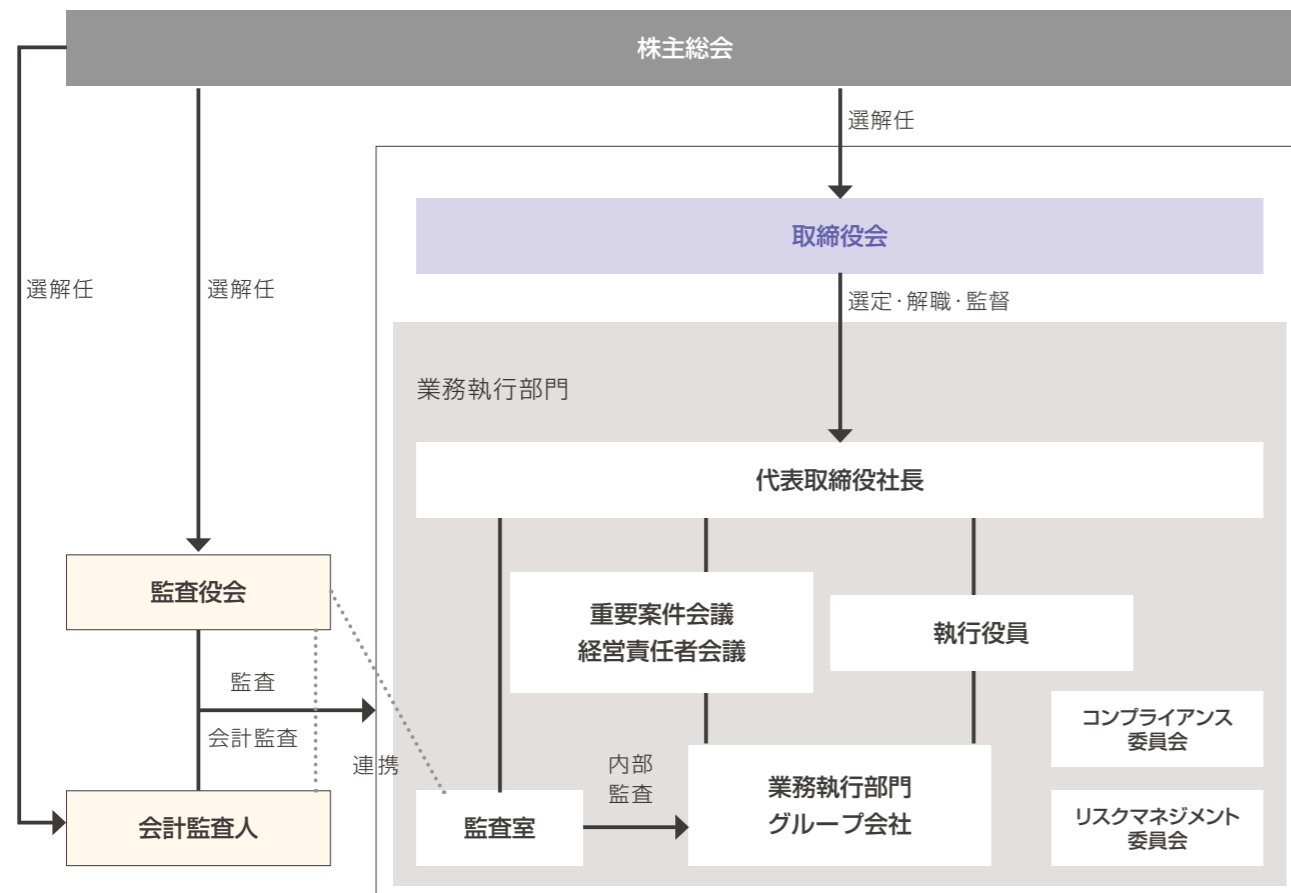 株主総会
選解任
取締役会
選解任
選解任
選定・解職・監督
業務執行部門
代表取締役社長
監査役会
重要案件会議
経営責任者会議
執行役員
監査
会計監査
連携
内部
監査
コンプライアンス
委員会
業務執行部門
グループ会社
会計監査人
監査室
リスクマネジメント
委員会